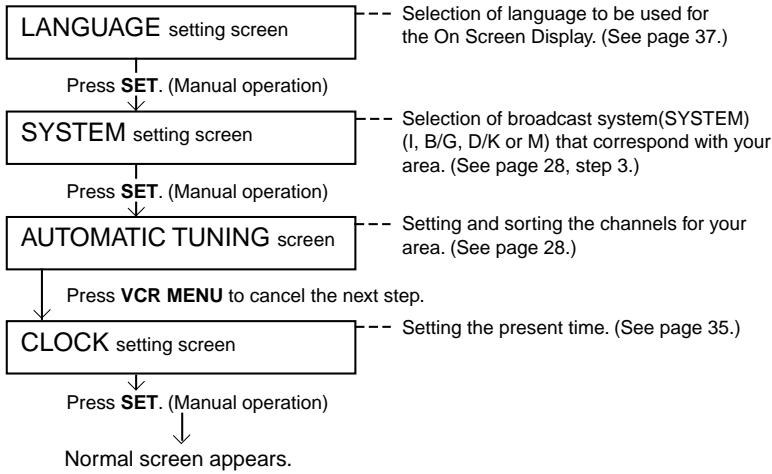 LANGUAGE setting screen
Selection of language to be used for
the On Screen Display. (See page 37.)
Press SET. (Manual operation)
SYSTEM setting screen
Selection of broadcast system(SYSTEM)
(I, B/G, D/K or M) that correspond with your
area. (See page 28, step 3.)
Press SET. (Manual operation)
AUTOMATIC TUNING screen
Setting and sorting the channels for your
area. (See page 28.)
Press VCR MENU to cancel the next step.
CLOCK setting screen
Setting the present time. (See page 35.)
Press SET. (Manual operation)
Normal screen appears.